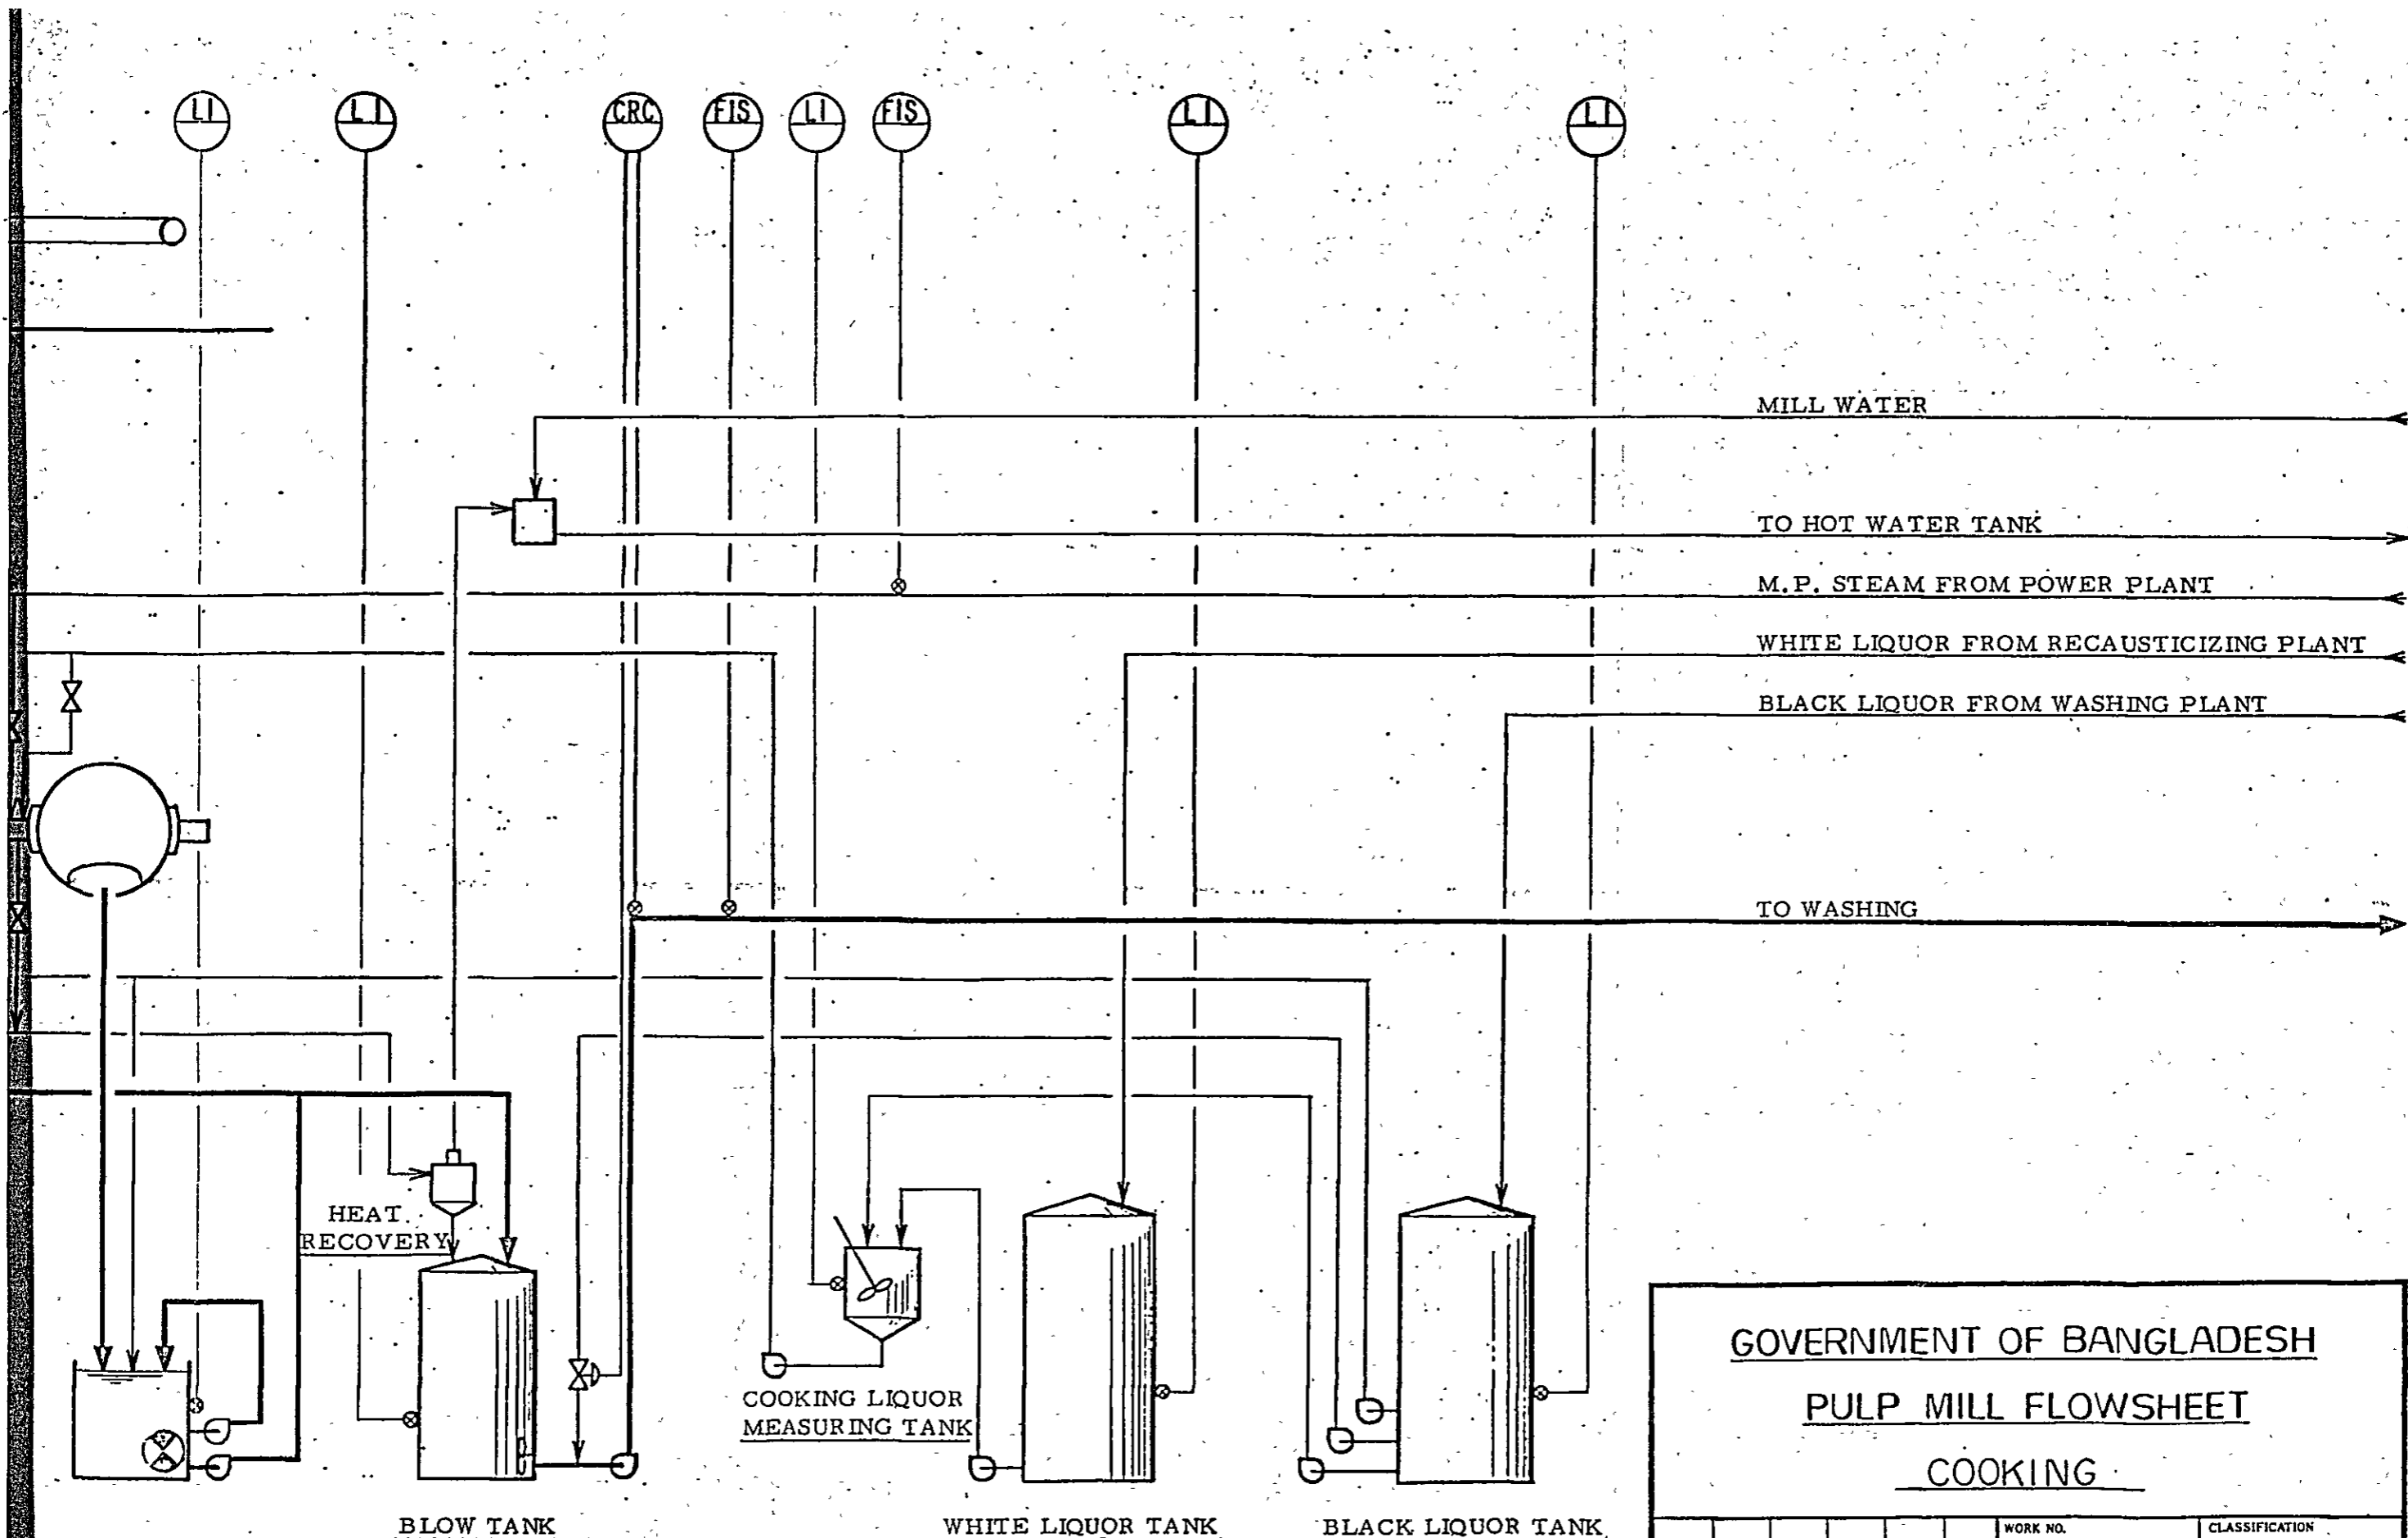 LI
LI
CRC
FIS
LI
FIS
LI
LI
MILL WATER
TO HOT WATER TANK
M.P. STEAM FROM POWER PLANT
WHITE LIQUOR FROM RECAUSTICIZING PLANT
BLACK LIQUOR FROM WASHING PLANT
TO WASHING
HEAT
RECOVERY
COOKING LIQUOR
MEASURING TANK
BLOW TANK
WHITE LIQUOR TANK
BLACK LIQUOR TANK
GOVERNMENT OF BANGLADESH
PULP MILL FLOWSHEET
COOKING
WORK NO.
CLASSIFICATION